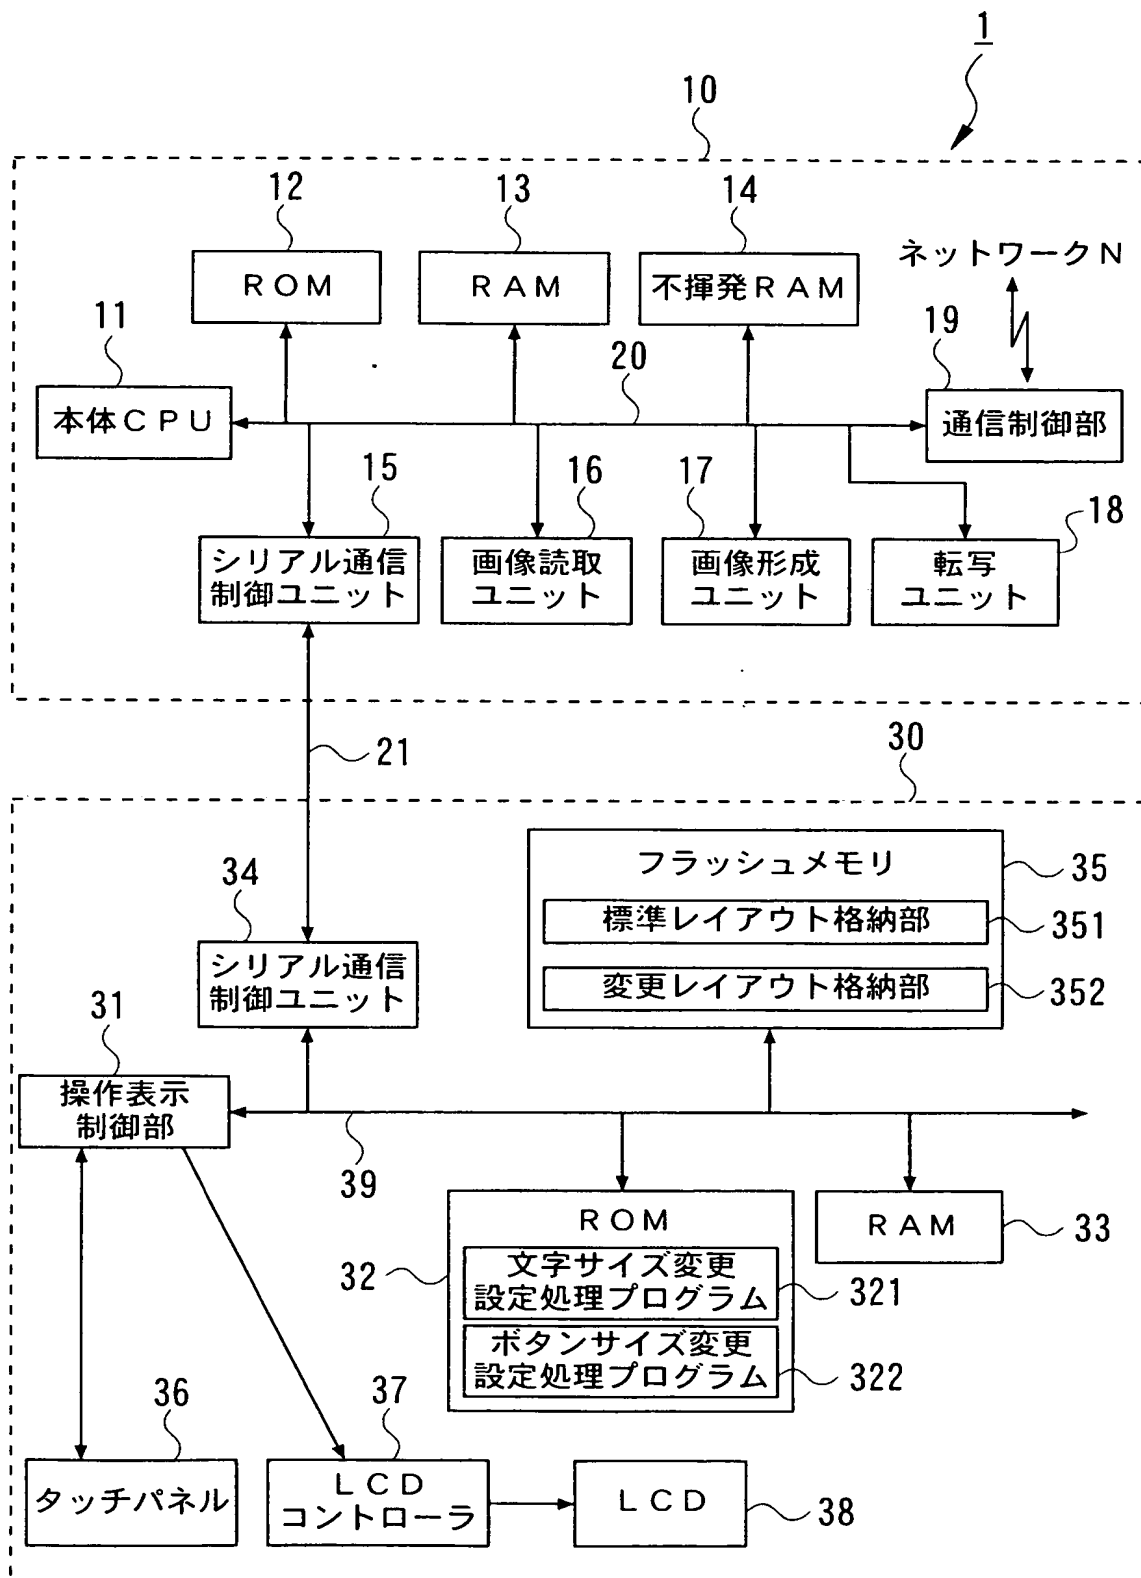 1
10
12
13
14
ROM
RAM
不揮発RAM
ネットワークN
11
20
19
本体CPU
通信制御部
15
16
17
18
シリアル通信
制御ユニット
画像読取
ユニット
画像形成
ユニット
転写
ユニット
21
30
34
フラッシュメモリ
35
標準レイアウト格納部
351
変更レイアウト格納部
352
シリアル通信
制御ユニット
31
操作表示
制御部
39
ROM
32
文字サイズ変更
設定処理プログラム
321
ボタンサイズ変更
設定処理プログラム
322
RAM
33
36
37
タッチパネル
LCD
コントローラ
LCD
38